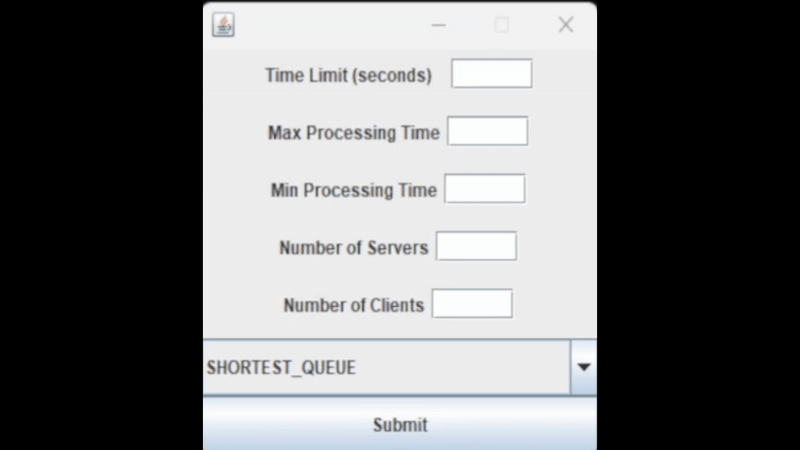 Time Limit (seconds)
Max Processing Time
Min Processing Time
Number of Servers
Number of Clients
SHORTEST_QUEUE
Submit